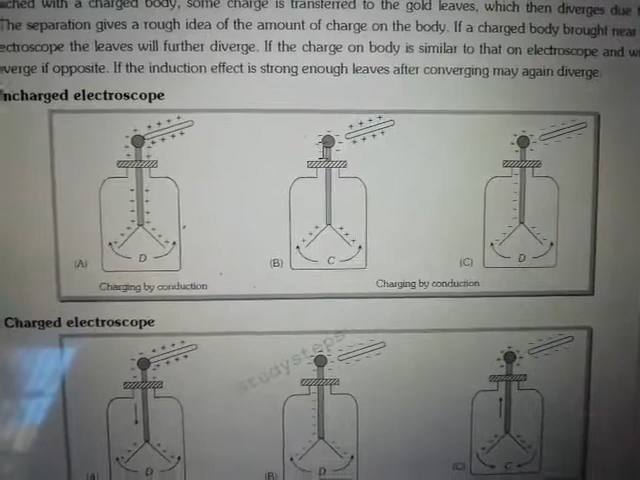 ached with a charged body, some charge is transferred to the gold leaves, which then diverges due
The separation gives a rough idea of the amount of charge on the body. If a charged body brought near
ectroscope the leaves will further diverge. If the charge on body is similar to that on electroscope and w
verge if opposite. If the induction effect is strong enough leaves after converging may again diverge.
ncharged electroscope
D
C
D
(A)
(B)
(C)
Charging by conduction
Charging by conduction
Charged electroscope
studysteps
D
D
C
(A)
(B)
(C)